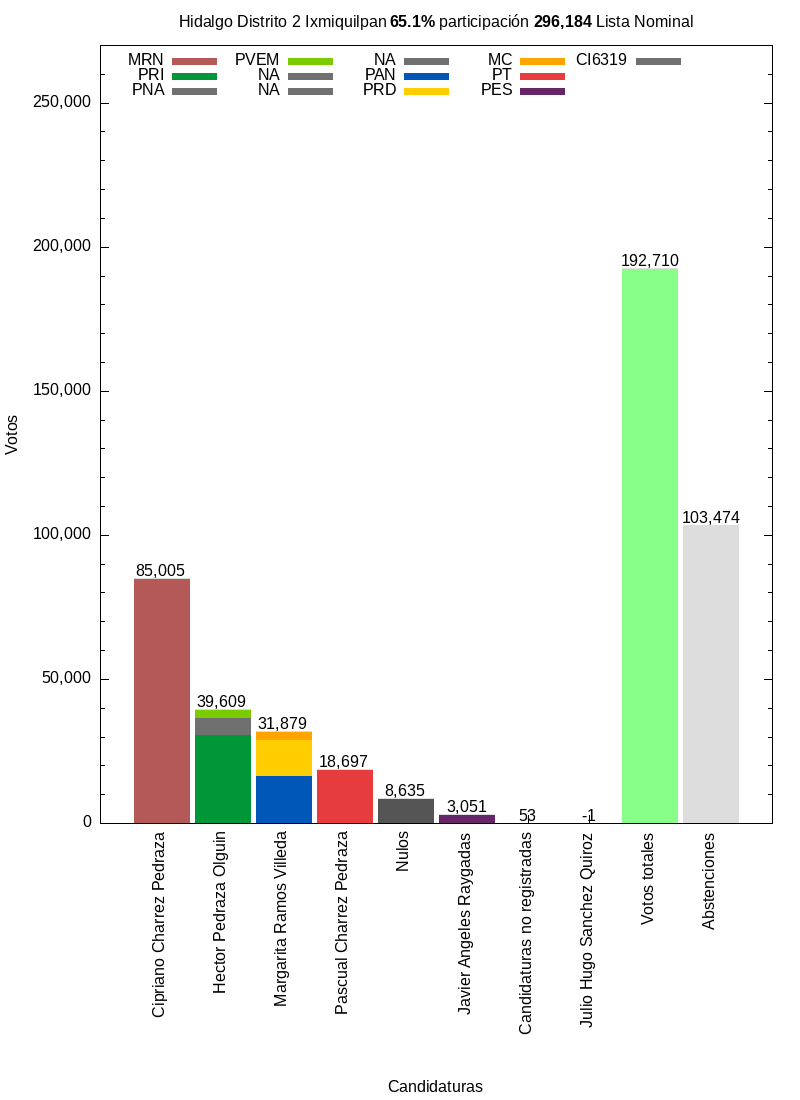 Hidalgo Distrito 2 Ixmiquilpan 65.1% participación 296,184 Lista Nominal
MRN PVEM NA MC CI6319
PRI NA PAN PT
PNA NA PRD PES
250,000
200,000
150,000
100,000
50,000
0
Votos
85,005
39,609
31,879
18,697
8,635
3,051
53
-1
192,710
103,474
Cipriano Charrez Pedraza
Hector Pedraza Olguin
Margarita Ramos Villeda
Pascual Charrez Pedraza
Nulos
Javier Angeles Raygadas
Candidaturas no registradas
Julio Hugo Sanchez Quiroz
Votos totales
Abstenciones
Candidaturas